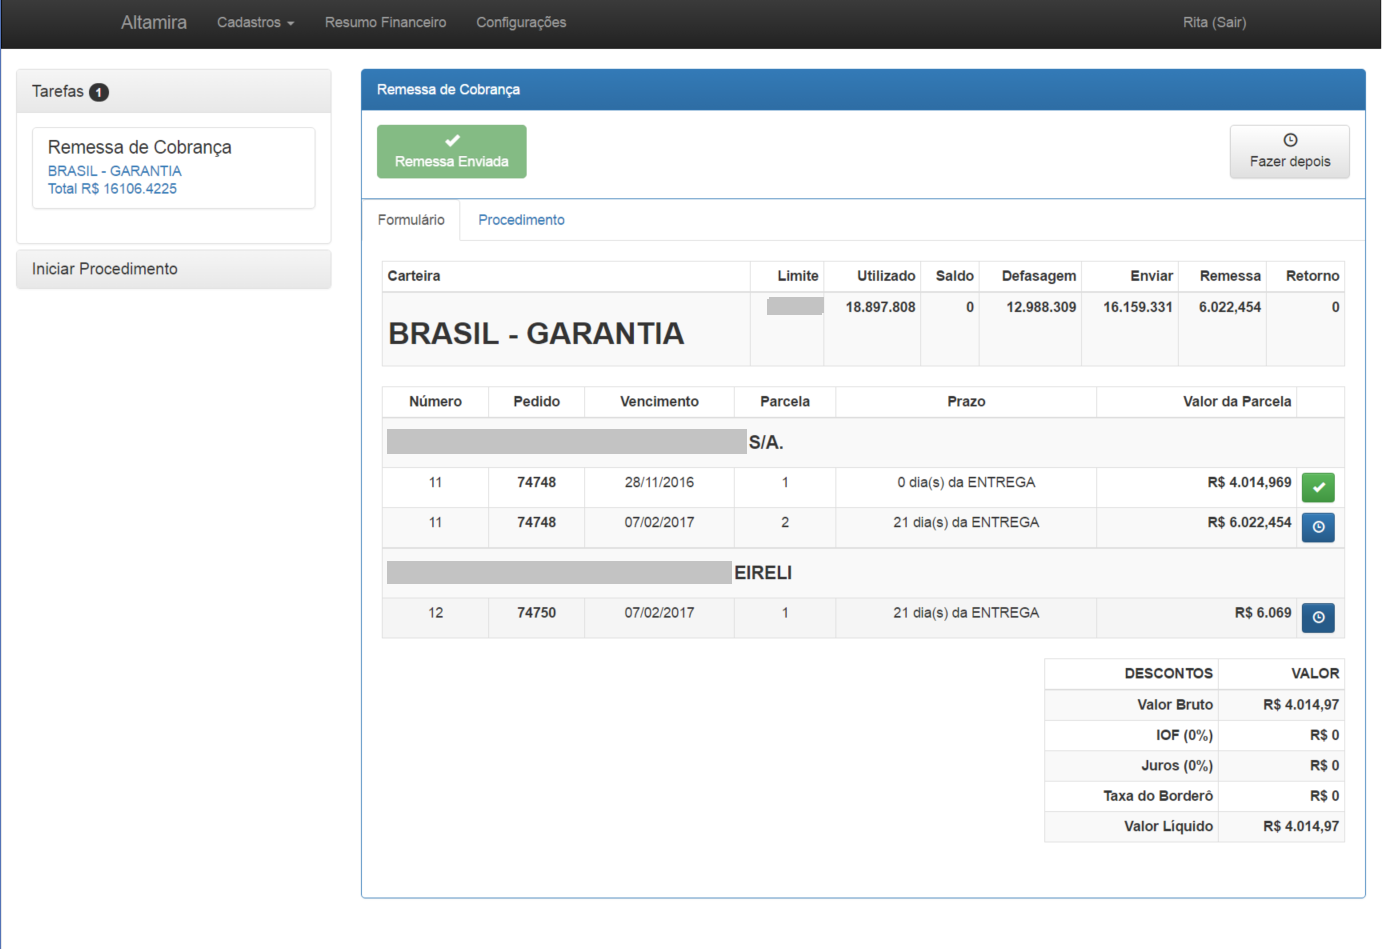 Altamira Cadastros Resumo Financeiro Configurações Rita (Sair)
Tarefas 1
Remessa de Cobrança
BRASIL - GARANTIA
Total R$ 16106.4225
Iniciar Procedimento
Remessa de Cobrança
Remessa Enviada
Fazer depois
Formulário Procedimento
Carteira Limite Utilizado Saldo Defasagem Enviar Remessa Retorno
BRASIL - GARANTIA 18.897.808 0 12.988.309 16.159.331 6.022,454 0
Número Pedido Vencimento Parcela Prazo Valor da Parcela
S/A.
11 74748 28/11/2016 1 0 dia(s) da ENTREGA R$ 4.014,969
11 74748 07/02/2017 2 21 dia(s) da ENTREGA R$ 6.022,454
EIRELI
12 74750 07/02/2017 1 21 dia(s) da ENTREGA R$ 6.069
DESCONTOS VALOR
Valor Bruto R$ 4.014,97
IOF (0%) R$ 0
Juros (0%) R$ 0
Taxa do Borderô R$ 0
Valor Líquido R$ 4.014,97